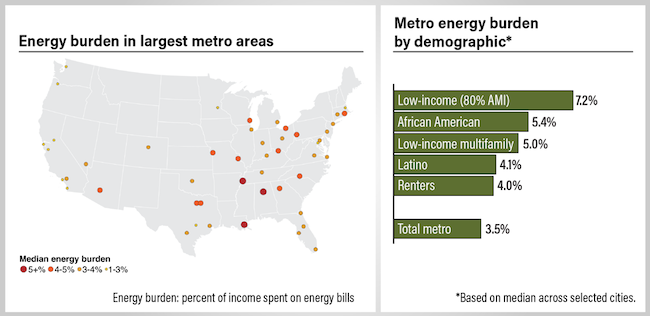 Energy burden in largest metro areas
Median energy burden
5+% 4-5% 3-4% 1-3%
Energy burden: percent of income spent on energy bills
Metro energy burden
by demographic*
Low-income (80% AMI) 7.2%
African American 5.4%
Low-income multifamily 5.0%
Latino 4.1%
Renters 4.0%
Total metro 3.5%
*Based on median across selected cities.